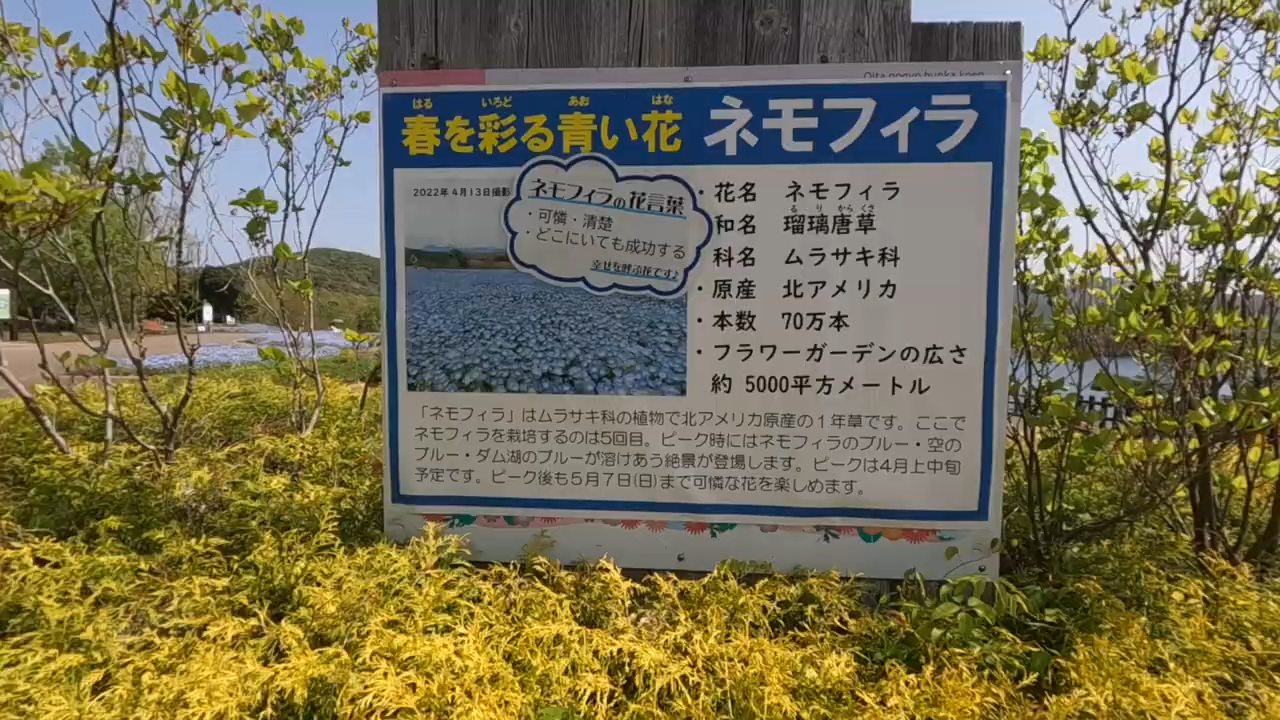 Oita nogyo bunka koen
はる いろど あお はな
春を彩る青い花 ネモフィラ
2022年4月13日撮影
ネモフィラの花言葉
・可憐・清楚
・どこにいても成功する
幸せを呼ぶ花です♪
・花名 ネモフィラ
る り から くさ
和名 瑠璃唐草
科名 ムラサキ科
・原産 北アメリカ
・本数 70万本
・フラワーガーデンの広さ
約 5000平方メートル
「ネモフィラ」はムラサキ科の植物で北アメリカ原産の1年草です。ここで
ネモフィラを栽培するのは5回目。ピーク時にはネモフィラのブルー・空の
ブルー・ダム湖のブルーが溶けあう絶景が登場します。ピークは4月上中旬
予定です。ピーク後も5月7日(日)まで可憐な花を楽しめます。